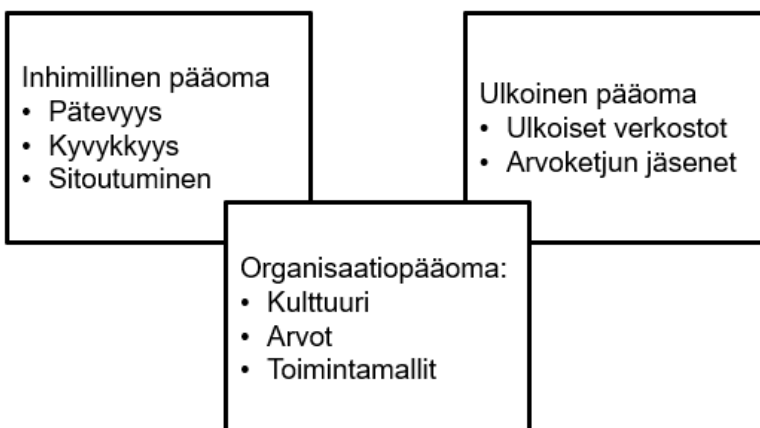 Inhimillinen pääoma
• Pätevyys
• Kyvykkyys
• Sitoutuminen
Ulkoinen pääoma
• Ulkoiset verkostot
• Arvoketjun jäsenet
Organisaatiopääoma:
• Kulttuuri
• Arvot
• Toimintamallit